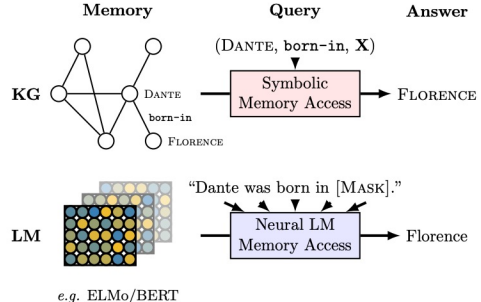 Memory Query Answer
(DANTE, born-in, X)
KG DANTE Symbolic Memory Access FLORENCE
born-in
FLORENCE
"Dante was born in [MASK]."
LM Neural LM Memory Access Florence
e.g. ELMo/BERT